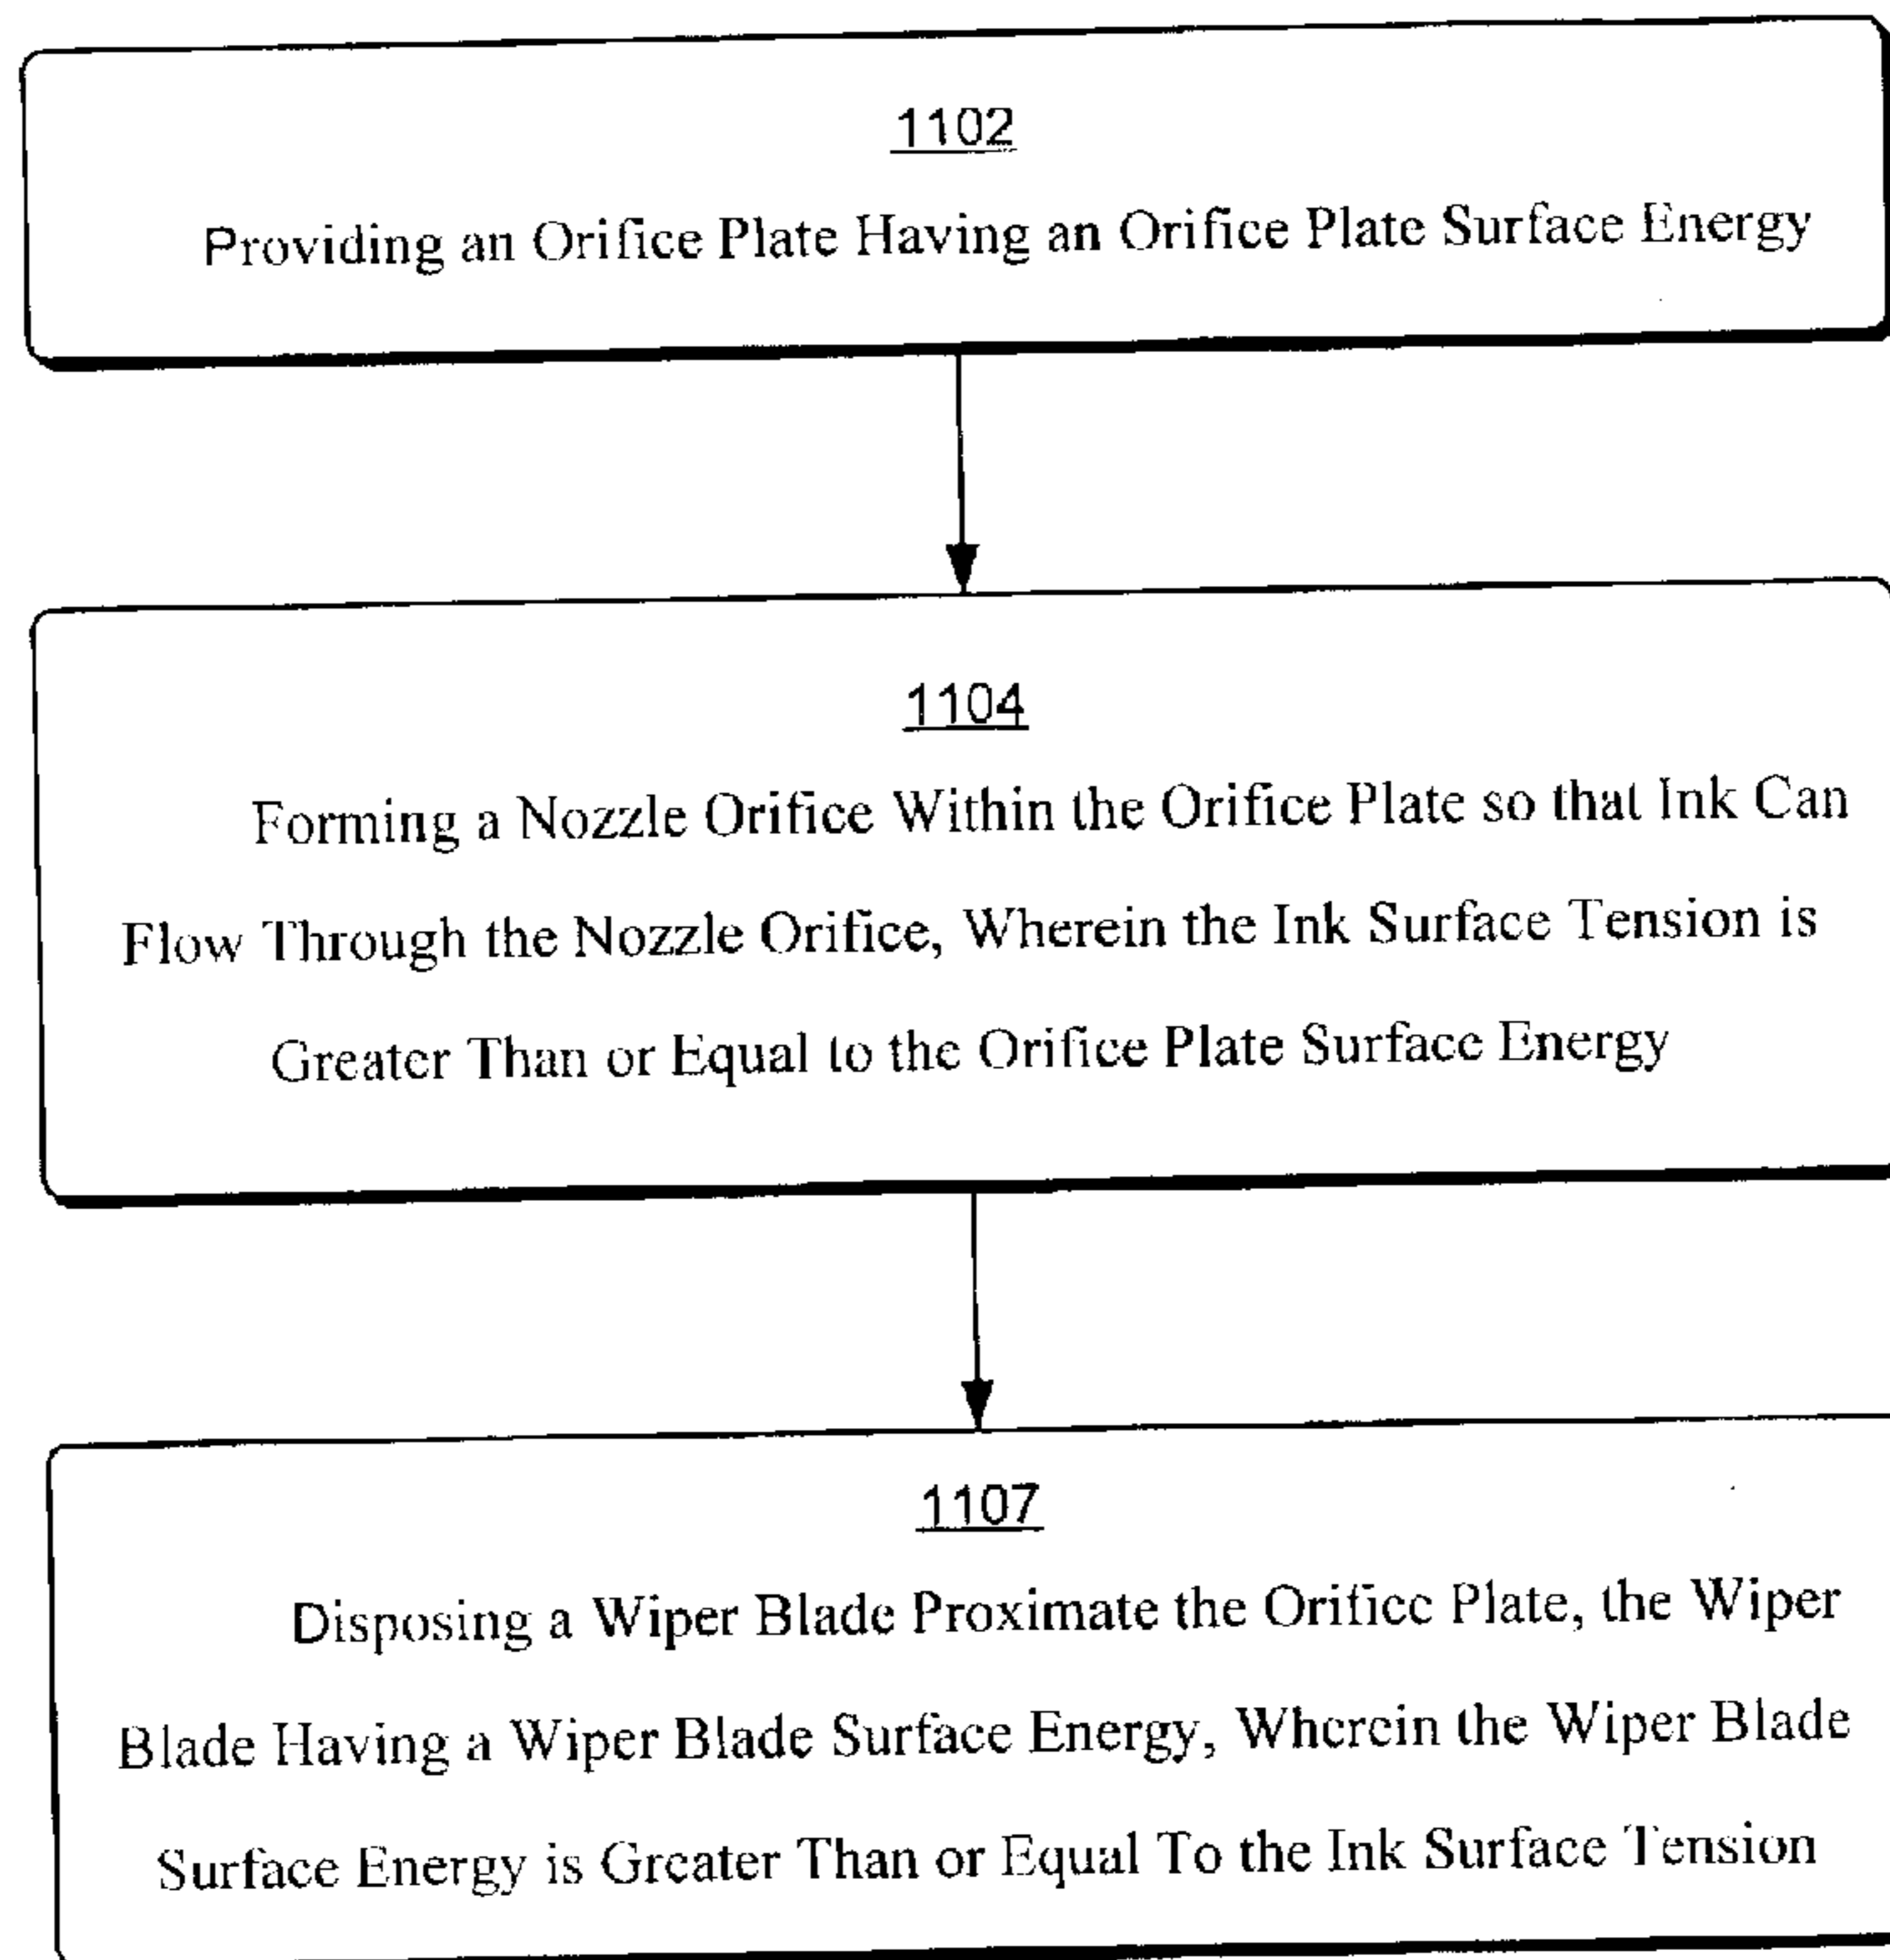 1102
Providing an Orifice Plate Having an Orifice Plate Surface Energy
1104
Forming a Nozzle Orifice Within the Orifice Plate so that Ink Can
Flow Through the Nozzle Orifice, Wherein the Ink Surface Tension is
Greater Than or Equal to the Orifice Plate Surface Energy
1107
Disposing a Wiper Blade Proximate the Orifice Plate, the Wiper
Blade Having a Wiper Blade Surface Energy, Wherein the Wiper Blade
Surface Energy is Greater Than or Equal To the Ink Surface Tension